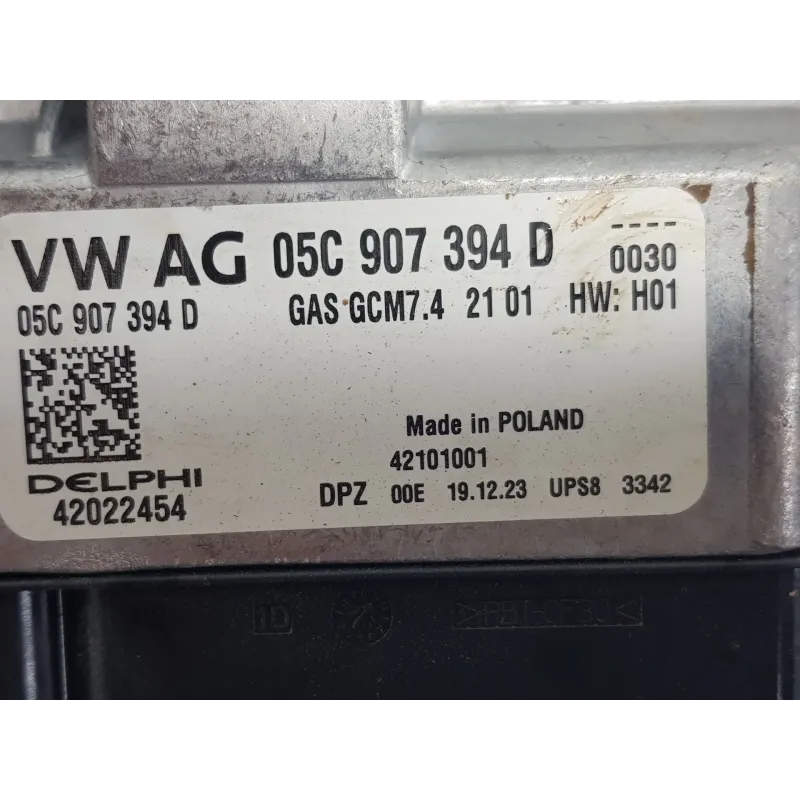 VW AG 05C 907 394 D ----
0030
05C 907 394 D GAS GCM7.4 21 01 HW: H01
Made in POLAND
DELPHI 42101001
42022454 DPZ 00E 19.12.23 UPS8 3342
1D